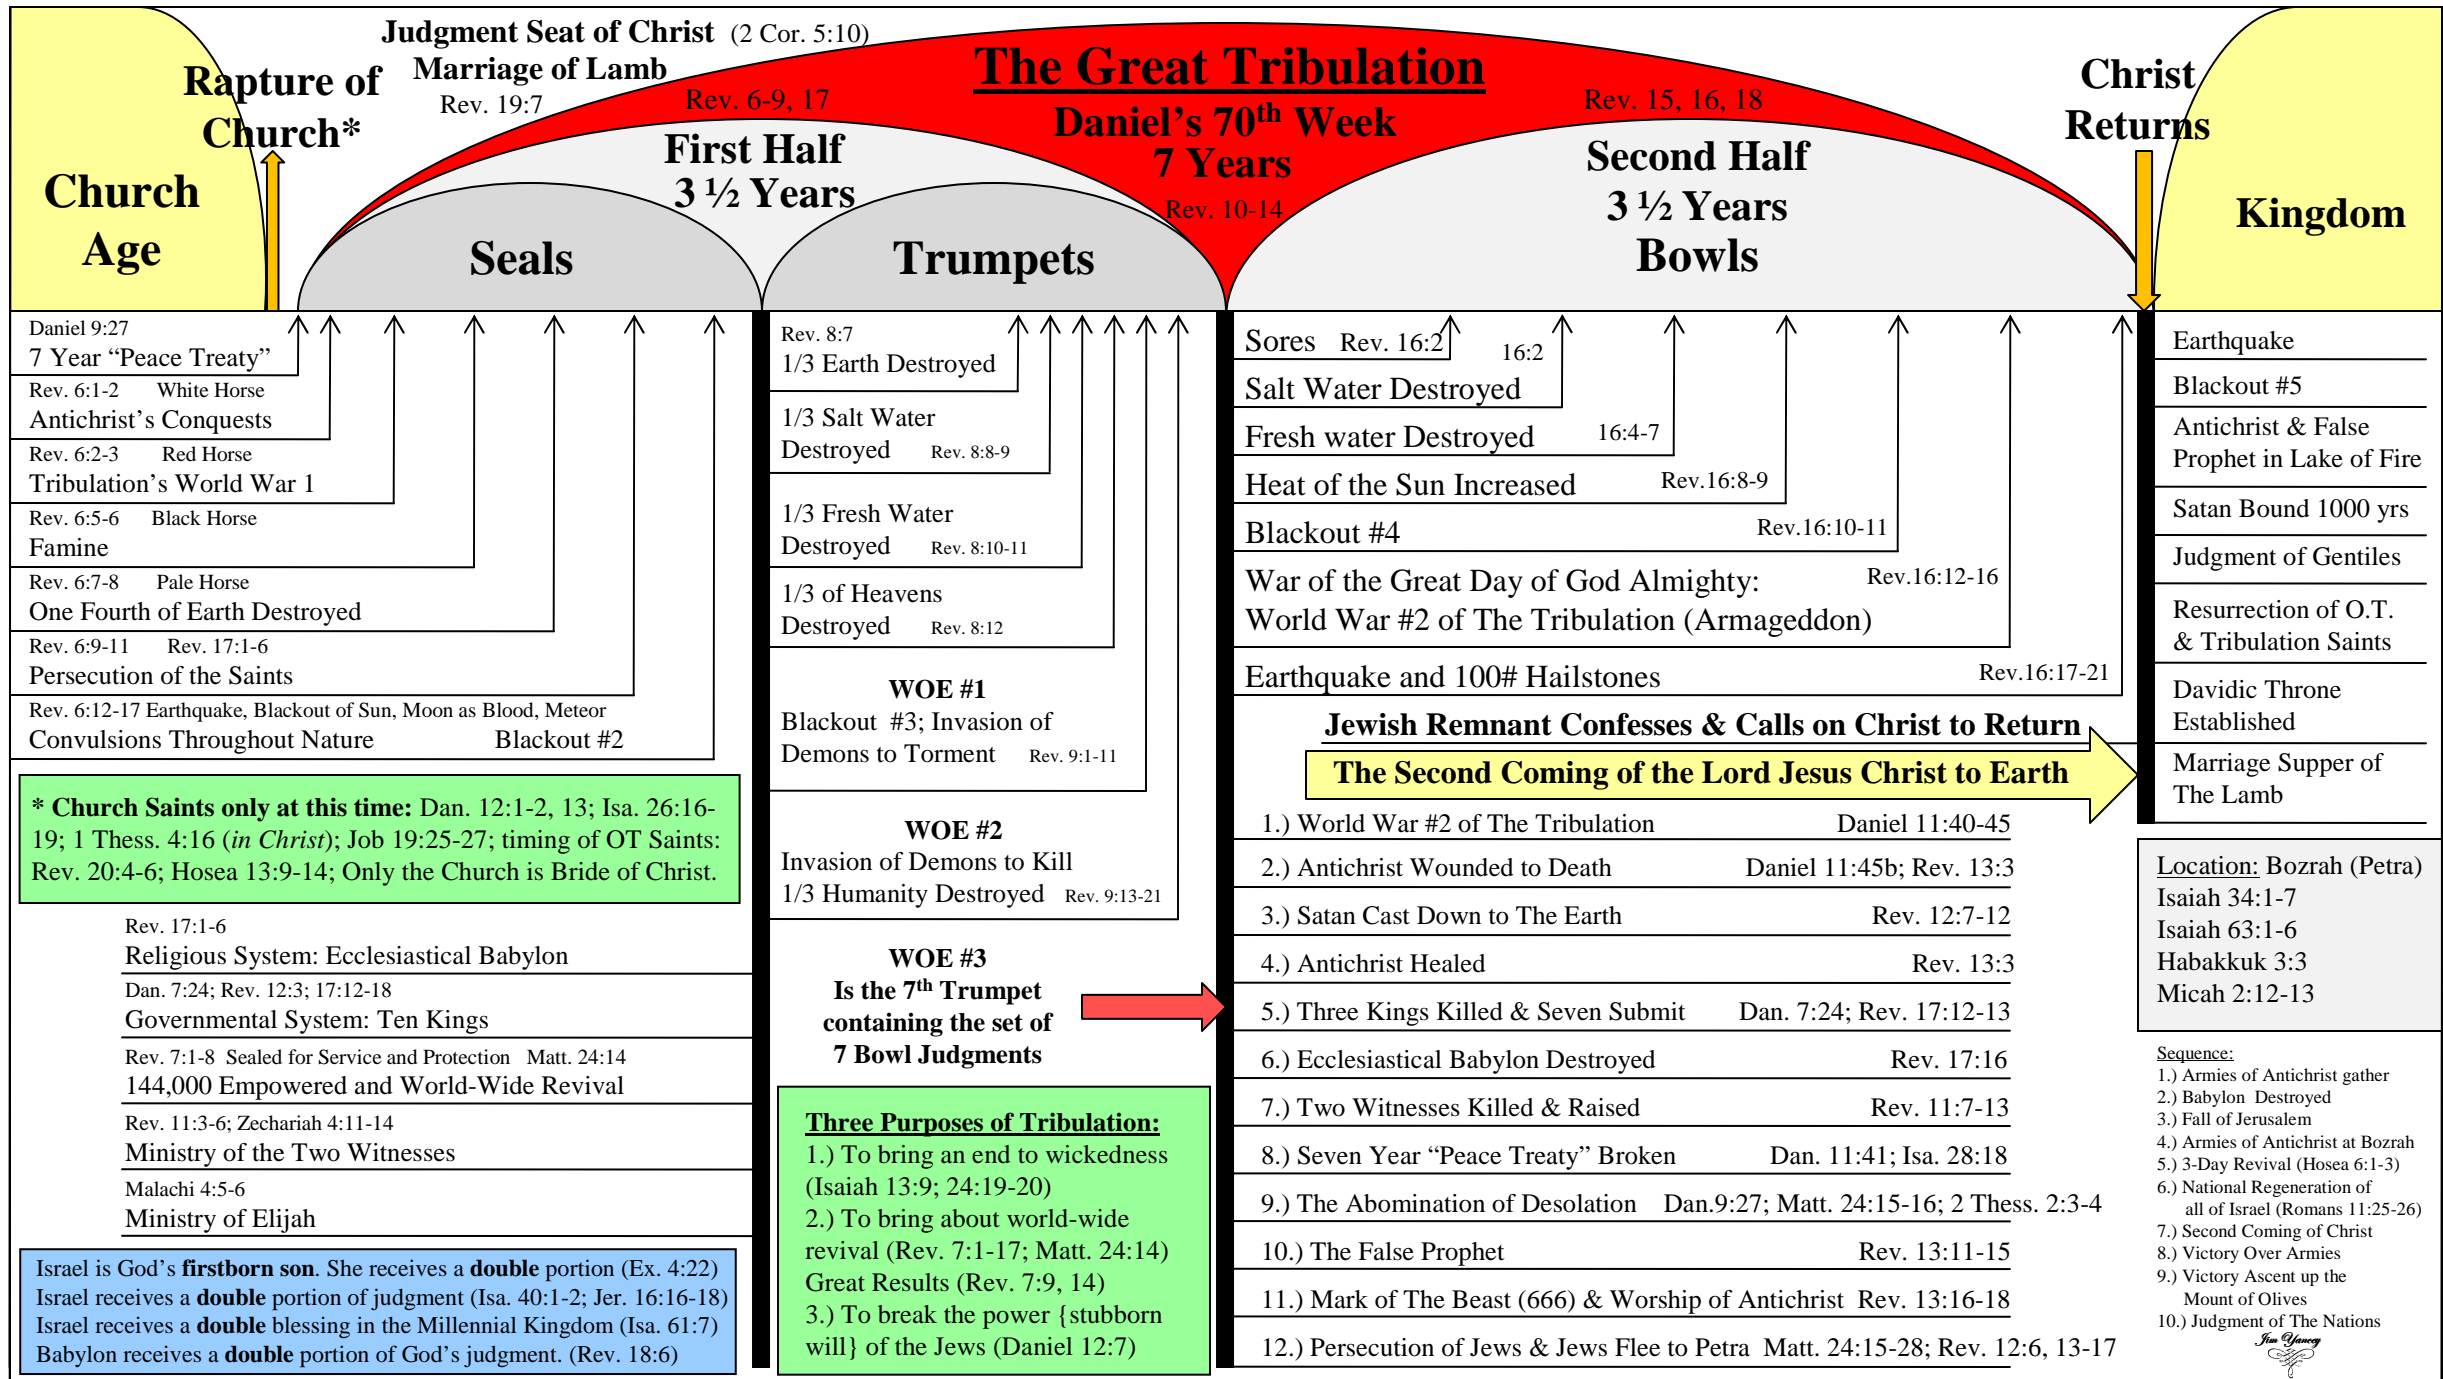 Judgment Seat of Christ (2 Cor. 5:10)
Marriage of Lamb
Rev. 19:7
Rapture of
Church*
Church
Age
The Great Tribulation
Daniel’s 70th Week
7 Years
Rev. 10-14
Rev. 6-9, 17
First Half
3 ½ Years
Seals
Trumpets
Rev. 15, 16, 18
Second Half
3 ½ Years
Bowls
Christ
Returns
Kingdom
Daniel 9:27
7 Year “Peace Treaty”
Rev. 6:1-2 White Horse
Antichrist’s Conquests
Rev. 6:2-3 Red Horse
Tribulation’s World War 1
Rev. 6:5-6 Black Horse
Famine
Rev. 6:7-8 Pale Horse
One Fourth of Earth Destroyed
Rev. 6:9-11 Rev. 17:1-6
Persecution of the Saints
Rev. 6:12-17 Earthquake, Blackout of Sun, Moon as Blood, Meteor
Convulsions Throughout Nature Blackout #2
* Church Saints only at this time: Dan. 12:1-2, 13; Isa. 26:16-
19; 1 Thess. 4:16 (in Christ); Job 19:25-27; timing of OT Saints:
Rev. 20:4-6; Hosea 13:9-14; Only the Church is Bride of Christ.
Rev. 17:1-6
Religious System: Ecclesiastical Babylon
Dan. 7:24; Rev. 12:3; 17:12-18
Governmental System: Ten Kings
Rev. 7:1-8 Sealed for Service and Protection Matt. 24:14
144,000 Empowered and World-Wide Revival
Rev. 11:3-6; Zechariah 4:11-14
Ministry of the Two Witnesses
Malachi 4:5-6
Ministry of Elijah
Israel is God’s firstborn son. She receives a double portion (Ex. 4:22)
Israel receives a double portion of judgment (Isa. 40:1-2; Jer. 16:16-18)
Israel receives a double blessing in the Millennial Kingdom (Isa. 61:7)
Babylon receives a double portion of God’s judgment. (Rev. 18:6)
Rev. 8:7
1/3 Earth Destroyed
1/3 Salt Water
Destroyed Rev. 8:8-9
1/3 Fresh Water
Destroyed Rev. 8:10-11
1/3 of Heavens
Destroyed Rev. 8:12
WOE #1
Blackout #3; Invasion of
Demons to Torment Rev. 9:1-11
WOE #2
Invasion of Demons to Kill
1/3 Humanity Destroyed Rev. 9:13-21
WOE #3
Is the 7th Trumpet
containing the set of
7 Bowl Judgments
Three Purposes of Tribulation:
1.) To bring an end to wickedness
(Isaiah 13:9; 24:19-20)
2.) To bring about world-wide
revival (Rev. 7:1-17; Matt. 24:14)
Great Results (Rev. 7:9, 14)
3.) To break the power {stubborn
will} of the Jews (Daniel 12:7)
Sores Rev. 16:2
16:2
Salt Water Destroyed
Fresh water Destroyed 16:4-7
Heat of the Sun Increased Rev.16:8-9
Blackout #4 Rev.16:10-11
War of the Great Day of God Almighty: Rev.16:12-16
World War #2 of The Tribulation (Armageddon)
Earthquake and 100# Hailstones Rev.16:17-21
Jewish Remnant Confesses & Calls on Christ to Return
The Second Coming of the Lord Jesus Christ to Earth
1.) World War #2 of The Tribulation Daniel 11:40-45
2.) Antichrist Wounded to Death Daniel 11:45b; Rev. 13:3
3.) Satan Cast Down to The Earth Rev. 12:7-12
4.) Antichrist Healed Rev. 13:3
5.) Three Kings Killed & Seven Submit Dan. 7:24; Rev. 17:12-13
6.) Ecclesiastical Babylon Destroyed Rev. 17:16
7.) Two Witnesses Killed & Raised Rev. 11:7-13
8.) Seven Year “Peace Treaty” Broken Dan. 11:41; Isa. 28:18
9.) The Abomination of Desolation Dan.9:27; Matt. 24:15-16; 2 Thess. 2:3-4
10.) The False Prophet Rev. 13:11-15
11.) Mark of The Beast (666) & Worship of Antichrist Rev. 13:16-18
12.) Persecution of Jews & Jews Flee to Petra Matt. 24:15-28; Rev. 12:6, 13-17
Earthquake
Blackout #5
Antichrist & False
Prophet in Lake of Fire
Satan Bound 1000 yrs
Judgment of Gentiles
Resurrection of O.T.
& Tribulation Saints
Davidic Throne
Established
Marriage Supper of
The Lamb
Location: Bozrah (Petra)
Isaiah 34:1-7
Isaiah 63:1-6
Habakkuk 3:3
Micah 2:12-13
Sequence:
1.) Armies of Antichrist gather
2.) Babylon Destroyed
3.) Fall of Jerusalem
4.) Armies of Antichrist at Bozrah
5.) 3-Day Revival (Hosea 6:1-3)
6.) National Regeneration of
all of Israel (Romans 11:25-26)
7.) Second Coming of Christ
8.) Victory Over Armies
9.) Victory Ascent up the
Mount of Olives
10.) Judgment of The Nations
Jim Yancey